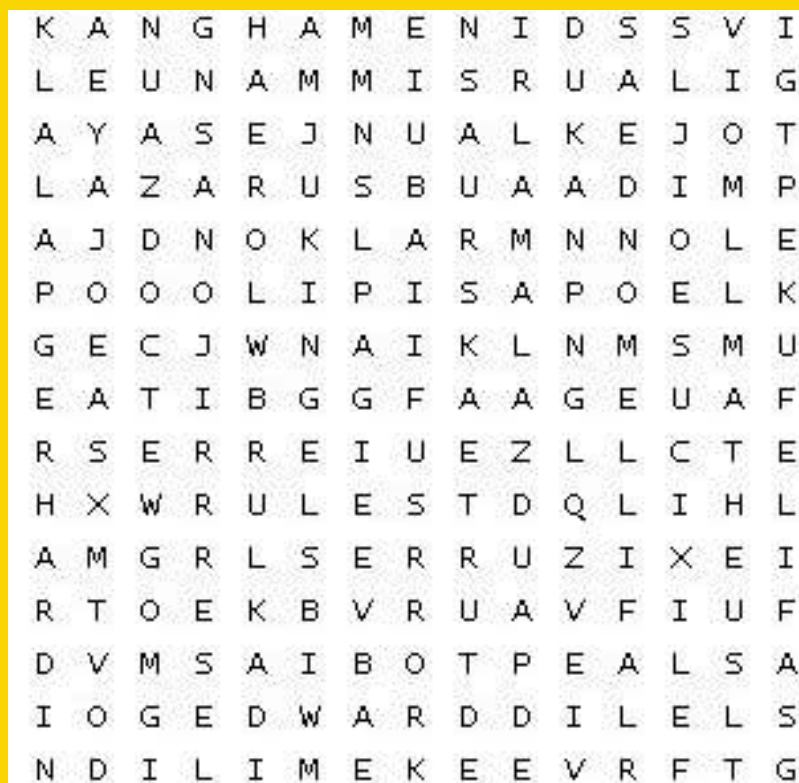 K A N G H A M E N I D S S V I
L E U N A M M I S R U A L I G
A Y A S E J N U A L K E J O T
L A Z A R U S B U A A D I M P
A J D N O K L A R M N N O L E
P O O O L I P I S A P O E L K
G E C J W N A I K L N M S M U
E A T I B G G F A A G E U A F
R S E R R E I U E Z L L C T E
H X W R U L E S T D Q L I H L
A M G R L S E R R U Z I X E I
R T O E K B V R U A V F I U F
D V M S A I B O T P E A L S A
I O G E D W A R D D I L E L S
N D I L I M E K E E V R F T G